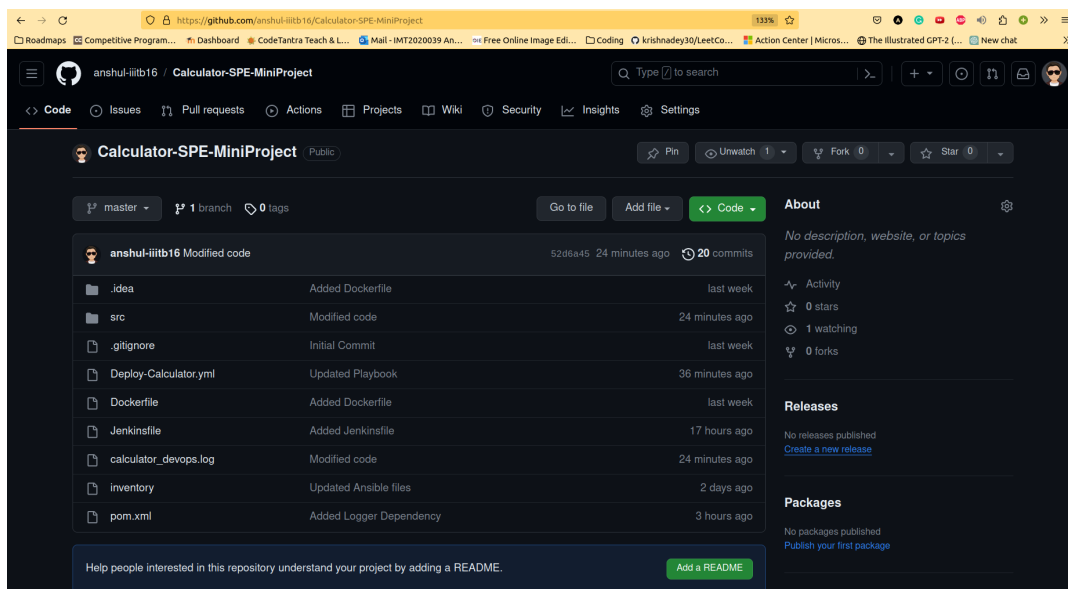 https://github.com/anshul-iiitb16/Calculator-SPE-MiniProject 133%
Roadmaps Competitive Program... Dashboard CodeTantra Teach & L... Mail - IMT2020039 An... Free Online Image Edi... Coding krishnadey30/LeetCo... Action Center | Micros... The Illustrated GPT-2 (... New chat
anshul-iiitb16 / Calculator-SPE-MiniProject Type / to search
Code Issues Pull requests Actions Projects Wiki Security Insights Settings
Calculator-SPE-MiniProject Public Pin Unwatch 1 Fork 0 Star 0
master 1 branch 0 tags Go to file Add file Code
anshul-iiitb16 Modified code 52d6a45 24 minutes ago 20 commits
.idea Added Dockerfile last week
src Modified code 24 minutes ago
.gitignore Initial Commit last week
Deploy-Calculator.yml Updated Playbook 36 minutes ago
Dockerfile Added Dockerfile last week
Jenkinsfile Added Jenkinsfile 17 hours ago
calculator_devops.log Modified code 24 minutes ago
inventory Updated Ansible files 2 days ago
pom.xml Added Logger Dependency 3 hours ago
Help people interested in this repository understand your project by adding a README. Add a README
About
No description, website, or topics
provided.
Activity
0 stars
1 watching
0 forks
Releases
No releases published
Create a new release
Packages
No packages published
Publish your first package